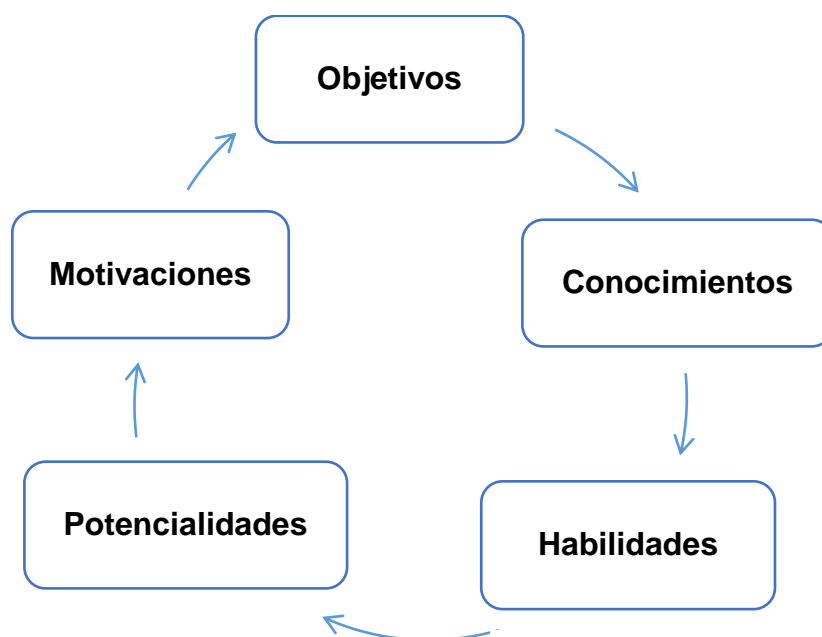 Objetivos
Conocimientos
Habilidades
Potencialidades
Motivaciones